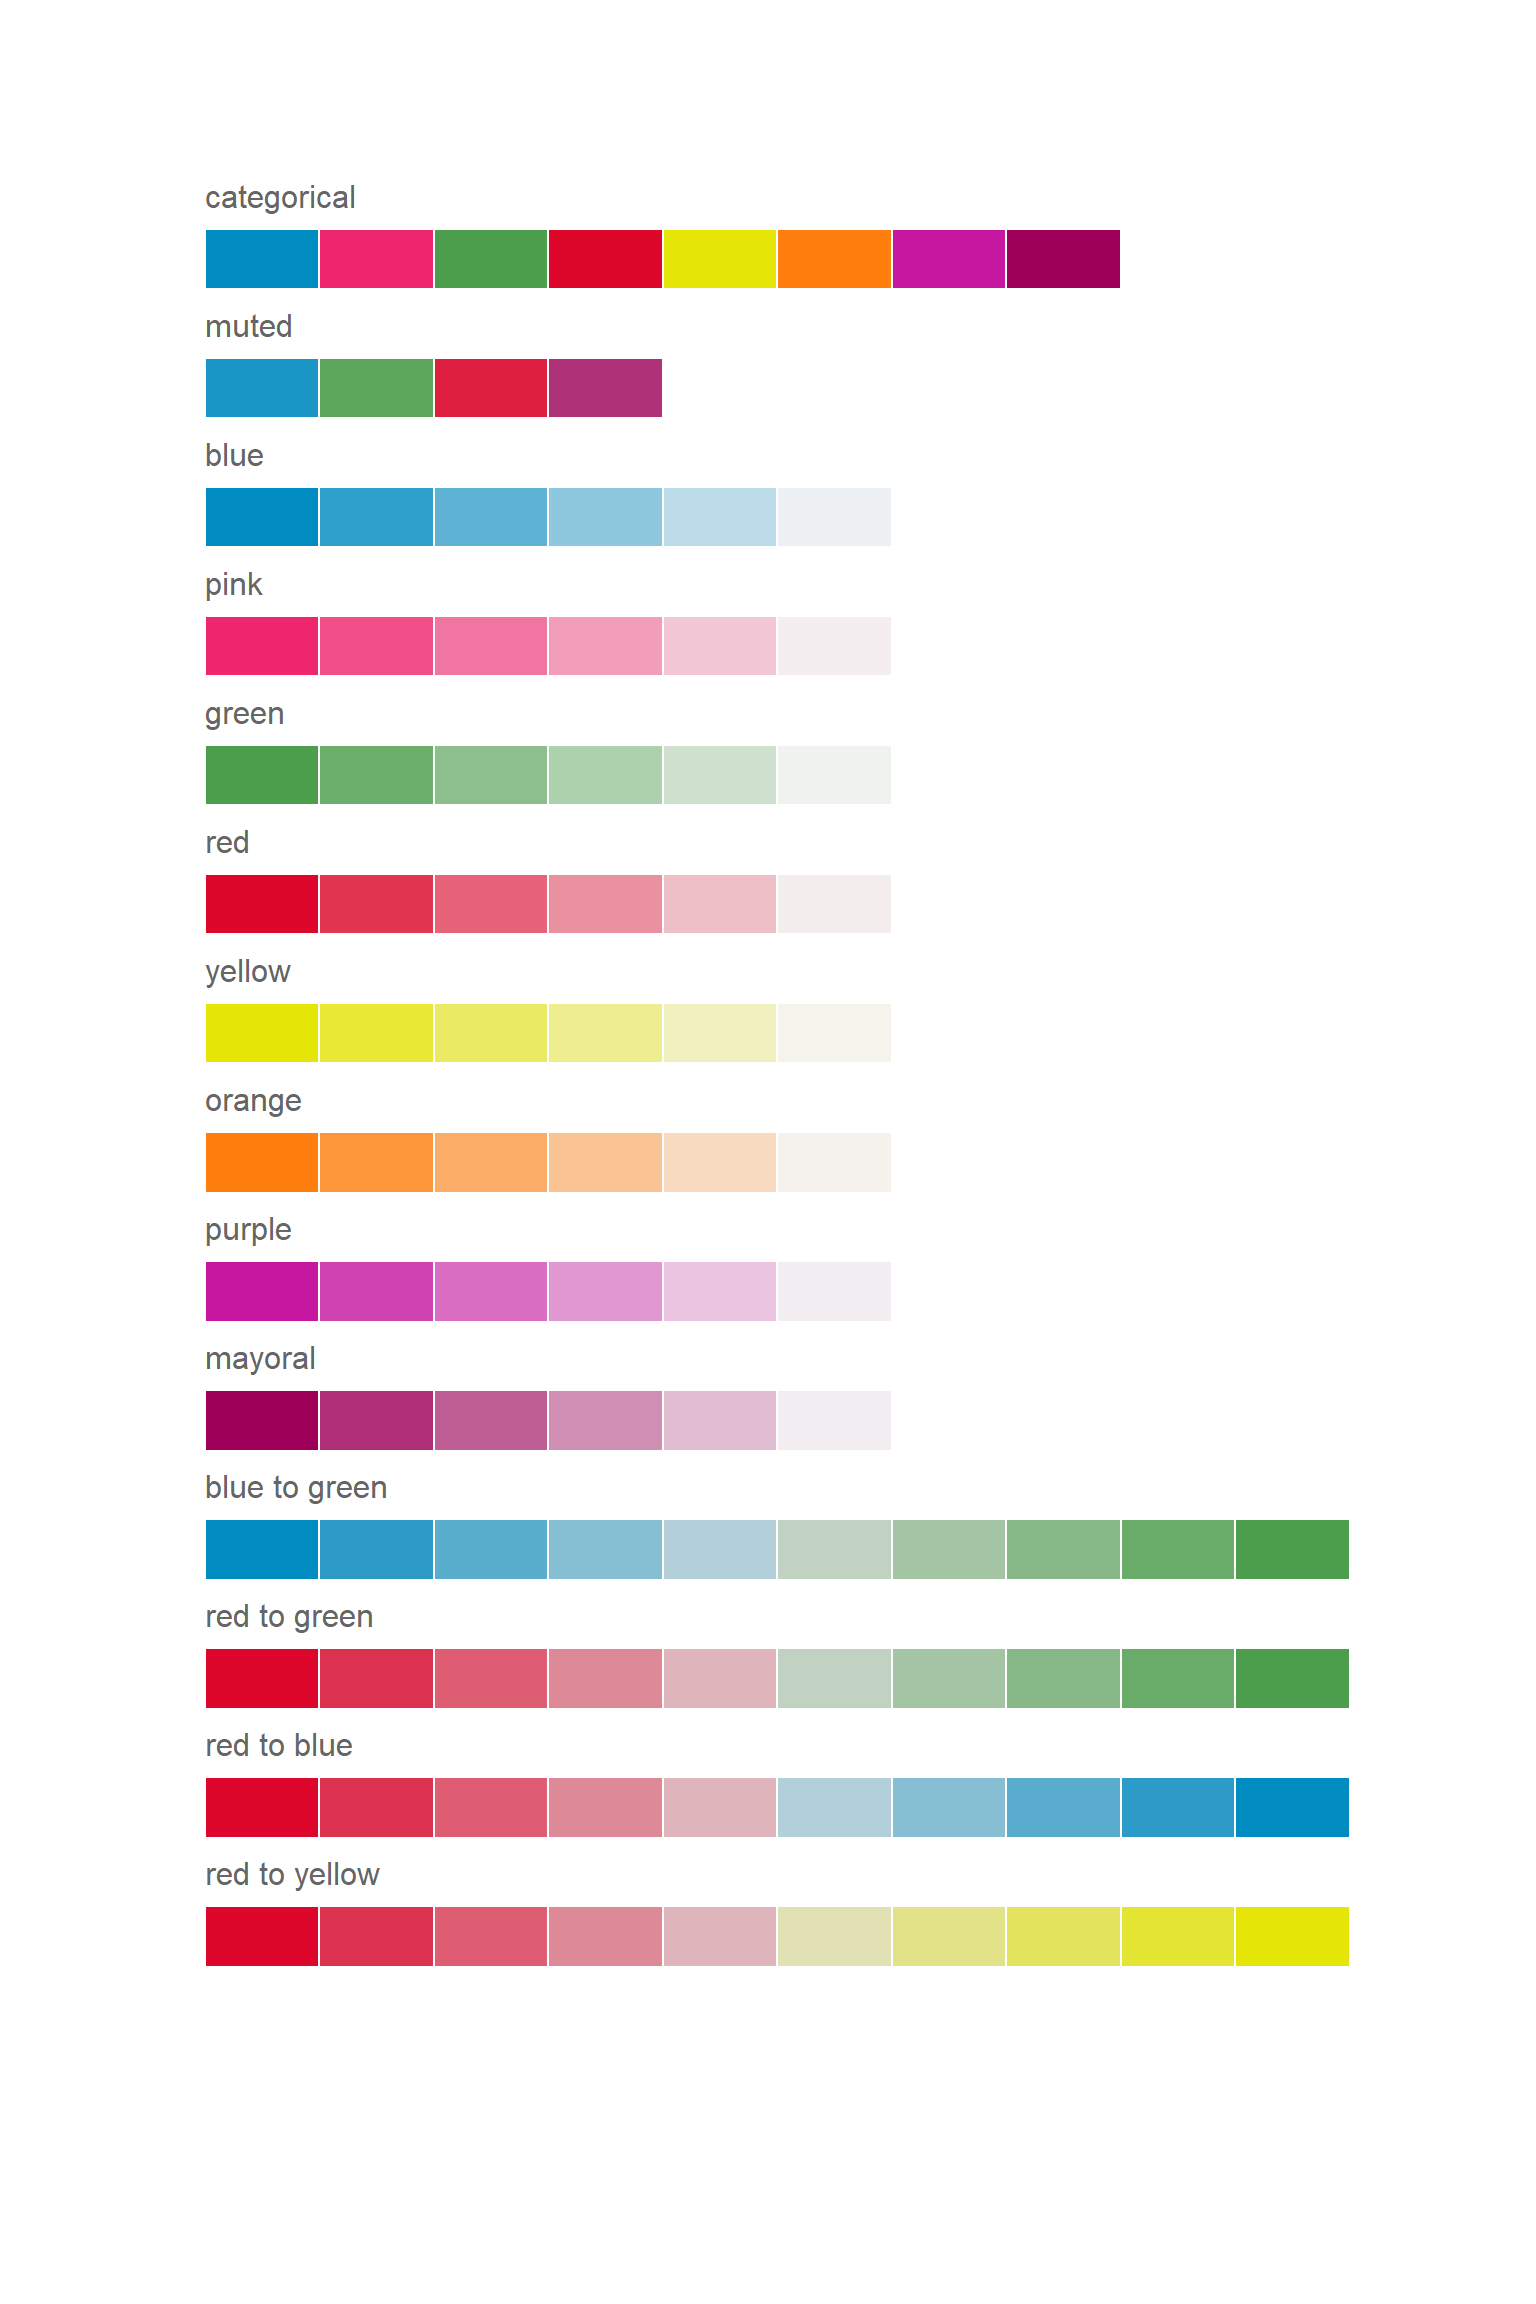 categorical
muted
blue
pink
green
red
yellow
orange
purple
mayoral
blue to green
red to green
red to blue
red to yellow